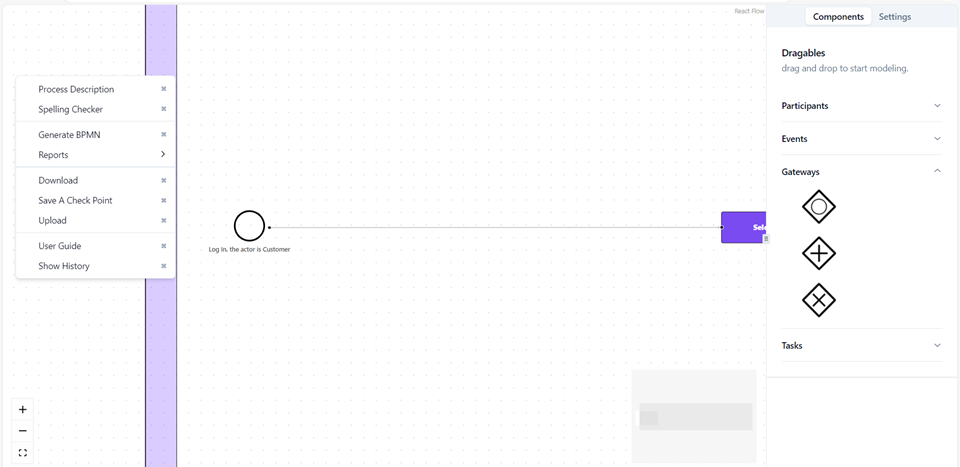 React Flow
Components
Settings
Dragables
drag and drop to start modeling.
Participants
Events
Gateways
Tasks
Process Description ⌘
Spelling Checker ⌘
Generate BPMN ⌘
Reports
Download ⌘
Save A Check Point ⌘
Upload ⌘
User Guide ⌘
Show History ⌘
Log In, the actor is Customer